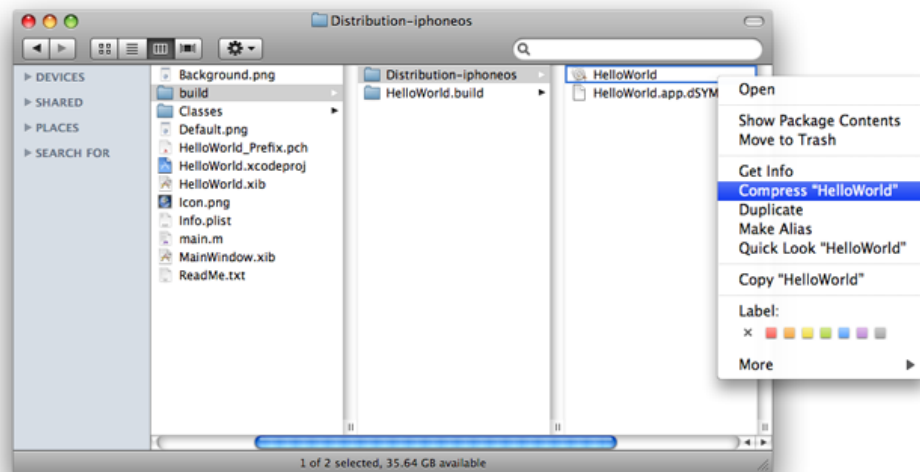 Distribution-iphoneos
DEVICES
SHARED
PLACES
SEARCH FOR
Background.png
build
Classes
Default.png
HelloWorld_Prefix.pch
HelloWorld.xcodeproj
HelloWorld.xib
Icon.png
Info.plist
main.m
MainWindow.xib
ReadMe.txt
Distribution-iphoneos
HelloWorld.build
HelloWorld
HelloWorld.app.dSYM
Open
Show Package Contents
Move to Trash
Get Info
Compress "HelloWorld"
Duplicate
Make Alias
Quick Look "HelloWorld"
Copy "HelloWorld"
Label:
More
1 of 2 selected, 35.64 GB available